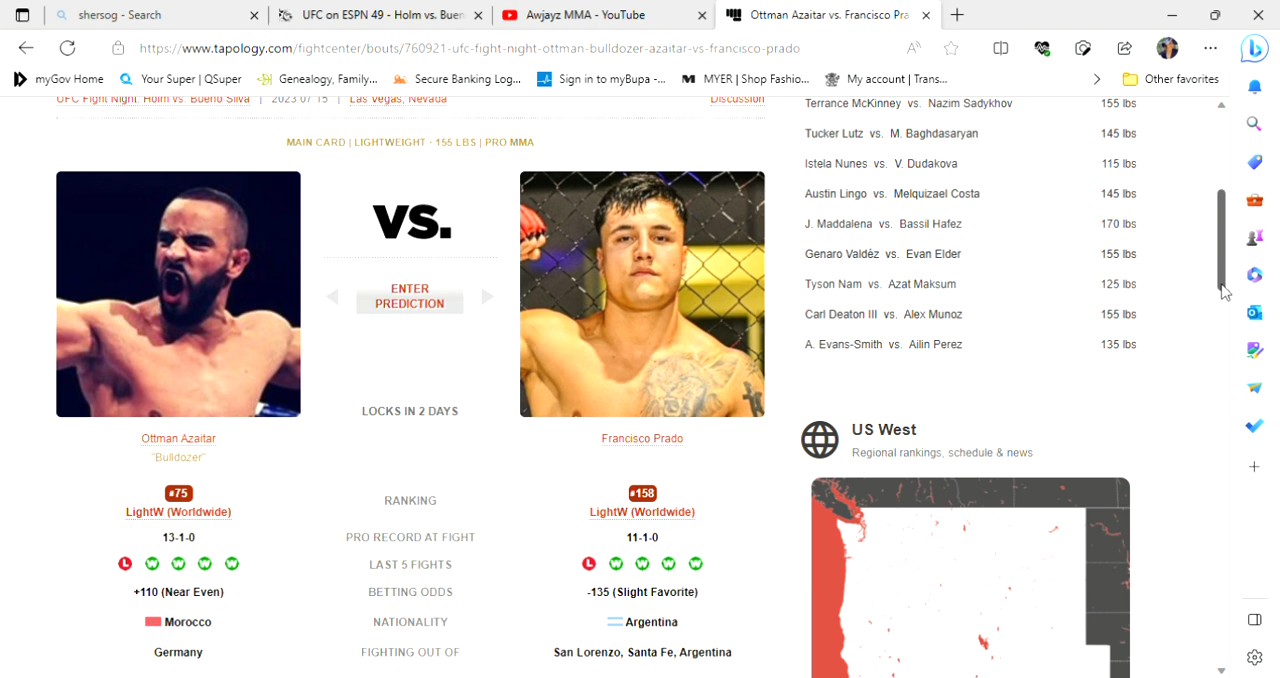 shersog - Search
UFC on ESPN 49 - Holm vs. Buen
Awjayz MMA - YouTube
Ottman Azaitar vs. Francisco Pra
https://www.tapology.com/fightcenter/bouts/760921-ufc-fight-night-ottman-bulldozer-azaitar-vs-francisco-prado
myGov Home
Your Super | QSuper
Genealogy, Family...
Secure Banking Log...
Sign in to myBupa -...
MYER | Shop Fashio...
My account | Trans...
Other favorites
UFC Fight Night: Holm vs. Bueno Silva | 2023 07 15 | Las Vegas, Nevada
Discussion
MAIN CARD | LIGHTWEIGHT · 155 LBS | PRO MMA
VS.
ENTER
PREDICTION
LOCKS IN 2 DAYS
Ottman Azaitar
"Bulldozer"
Francisco Prado
#75 RANKING #158
LightW (Worldwide) LightW (Worldwide)
13-1-0 PRO RECORD AT FIGHT 11-1-0
L W W W W LAST 5 FIGHTS L W W W W
+110 (Near Even) BETTING ODDS -135 (Slight Favorite)
Morocco NATIONALITY Argentina
Germany FIGHTING OUT OF San Lorenzo, Santa Fe, Argentina
Terrance McKinney vs. Nazim Sadykhov 155 lbs
Tucker Lutz vs. M. Baghdasaryan 145 lbs
Istela Nunes vs. V. Dudakova 115 lbs
Austin Lingo vs. Melquizael Costa 145 lbs
J. Maddalena vs. Bassil Hafez 170 lbs
Genaro Valdéz vs. Evan Elder 155 lbs
Tyson Nam vs. Azat Maksum 125 lbs
Carl Deaton III vs. Alex Munoz 155 lbs
A. Evans-Smith vs. Ailin Perez 135 lbs
US West
Regional rankings, schedule & news